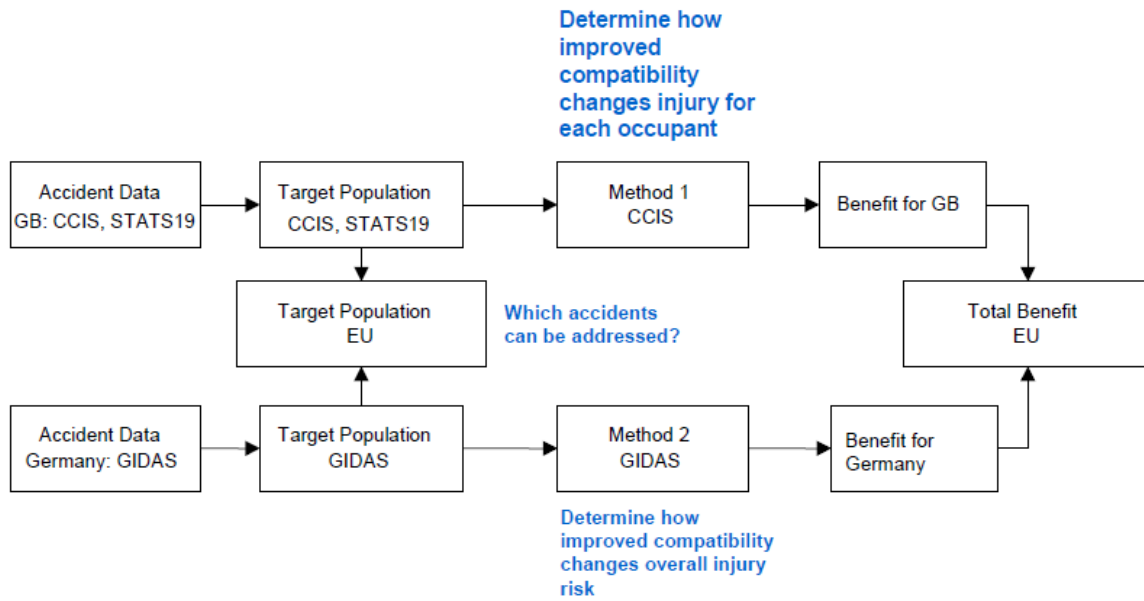 Determine how
improved
compatibility
changes injury for
each occupant
Accident Data
GB: CCIS, STATS19
Target Population
CCIS, STATS19
Method 1
CCIS
Benefit for GB
Target Population
EU
Which accidents
can be addressed?
Total Benefit
EU
Accident Data
Germany: GIDAS
Target Population
GIDAS
Method 2
GIDAS
Benefit for
Germany
Determine how
improved compatibility
changes overall injury
risk